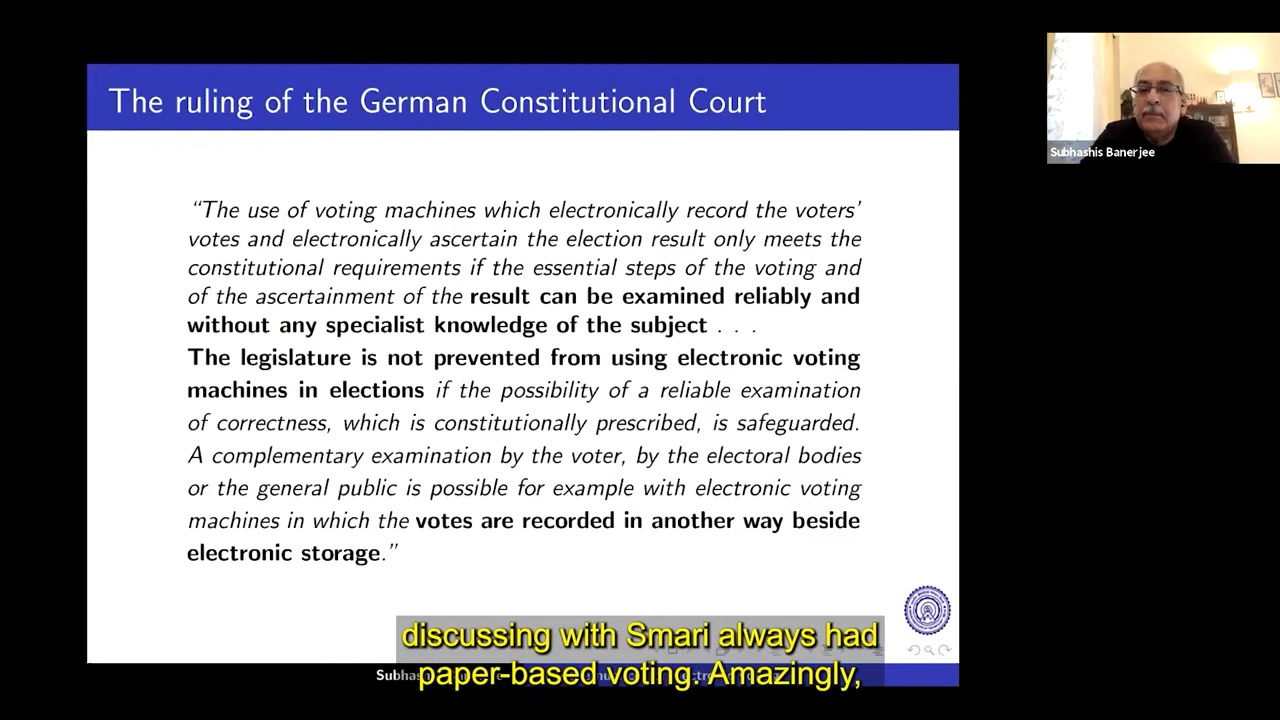 The ruling of the German Constitutional Court
Subhashis Banerjee
“The use of voting machines which electronically record the voters’
votes and electronically ascertain the election result only meets the
constitutional requirements if the essential steps of the voting and
of the ascertainment of the result can be examined reliably and
without any specialist knowledge of the subject . . .
The legislature is not prevented from using electronic voting
machines in elections if the possibility of a reliable examination
of correctness, which is constitutionally prescribed, is safeguarded.
A complementary examination by the voter, by the electoral bodies
or the general public is possible for example with electronic voting
machines in which the votes are recorded in another way beside
electronic storage.”
discussing with Smari always had
paper-based voting. Amazingly,